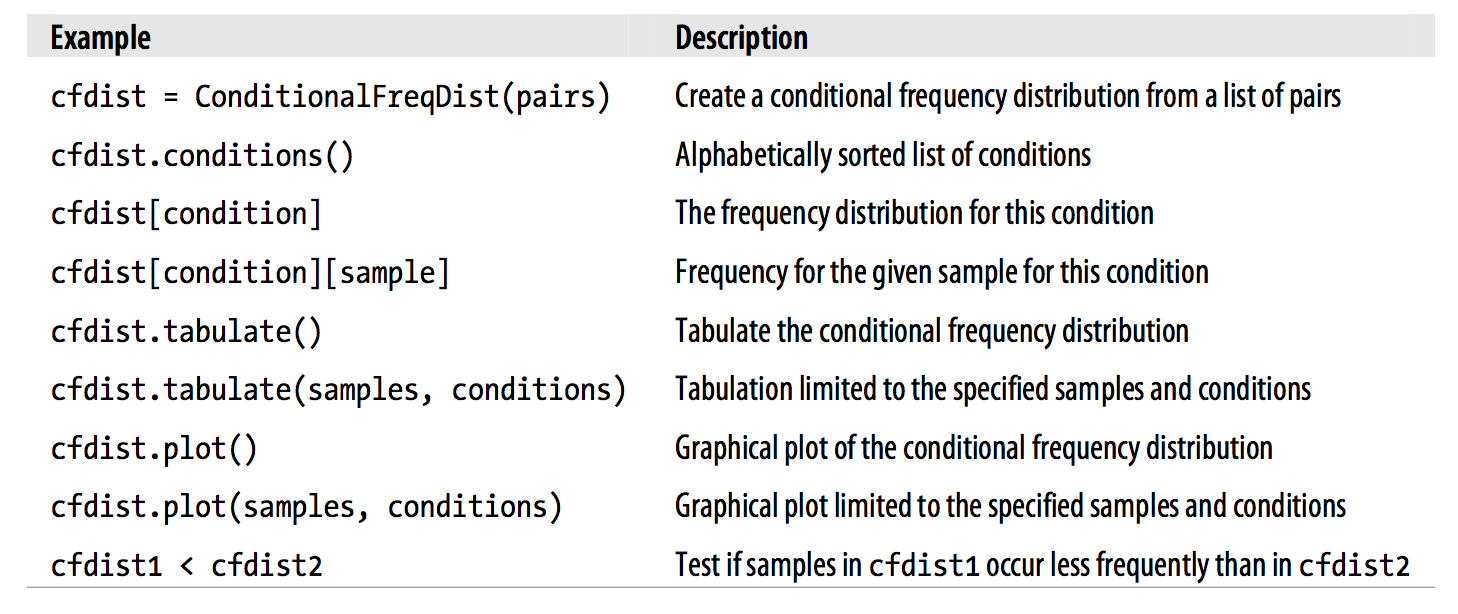 Example Description
cfdist = ConditionalFreqDist(pairs) Create a conditional frequency distribution from a list of pairs
cfdist.conditions() Alphabetically sorted list of conditions
cfdist[condition] The frequency distribution for this condition
cfdist[condition][sample] Frequency for the given sample for this condition
cfdist.tabulate() Tabulate the conditional frequency distribution
cfdist.tabulate(samples, conditions) Tabulation limited to the specified samples and conditions
cfdist.plot() Graphical plot of the conditional frequency distribution
cfdist.plot(samples, conditions) Graphical plot limited to the specified samples and conditions
cfdist1 < cfdist2 Test if samples in cfdist1 occur less frequently than in cfdist2